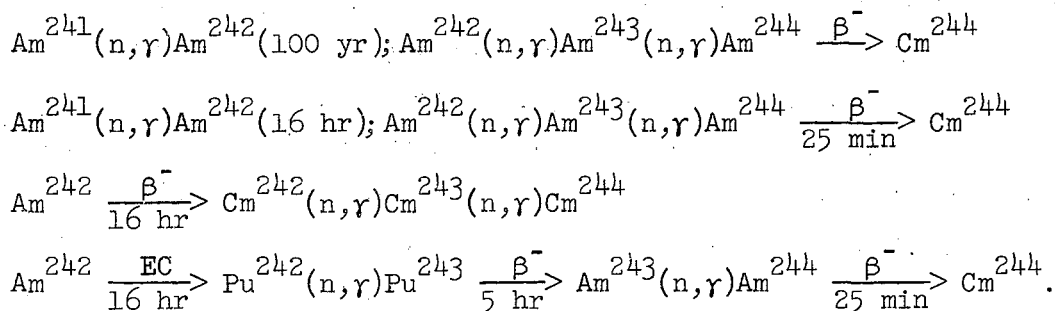 Am²⁴¹(n,γ)Am²⁴²(100 yr); Am²⁴²(n,γ)Am²⁴³(n,γ)Am²⁴⁴ —β⁻—> Cm²⁴⁴
Am²⁴¹(n,γ)Am²⁴²(16 hr); Am²⁴²(n,γ)Am²⁴³(n,γ)Am²⁴⁴ —β⁻/25 min—> Cm²⁴⁴
Am²⁴² —β⁻/16 hr—> Cm²⁴²(n,γ)Cm²⁴³(n,γ)Cm²⁴⁴
Am²⁴² —EC/16 hr—> Pu²⁴²(n,γ)Pu²⁴³ —β⁻/5 hr—> Am²⁴³(n,γ)Am²⁴⁴ —β⁻/25 min—> Cm²⁴⁴.